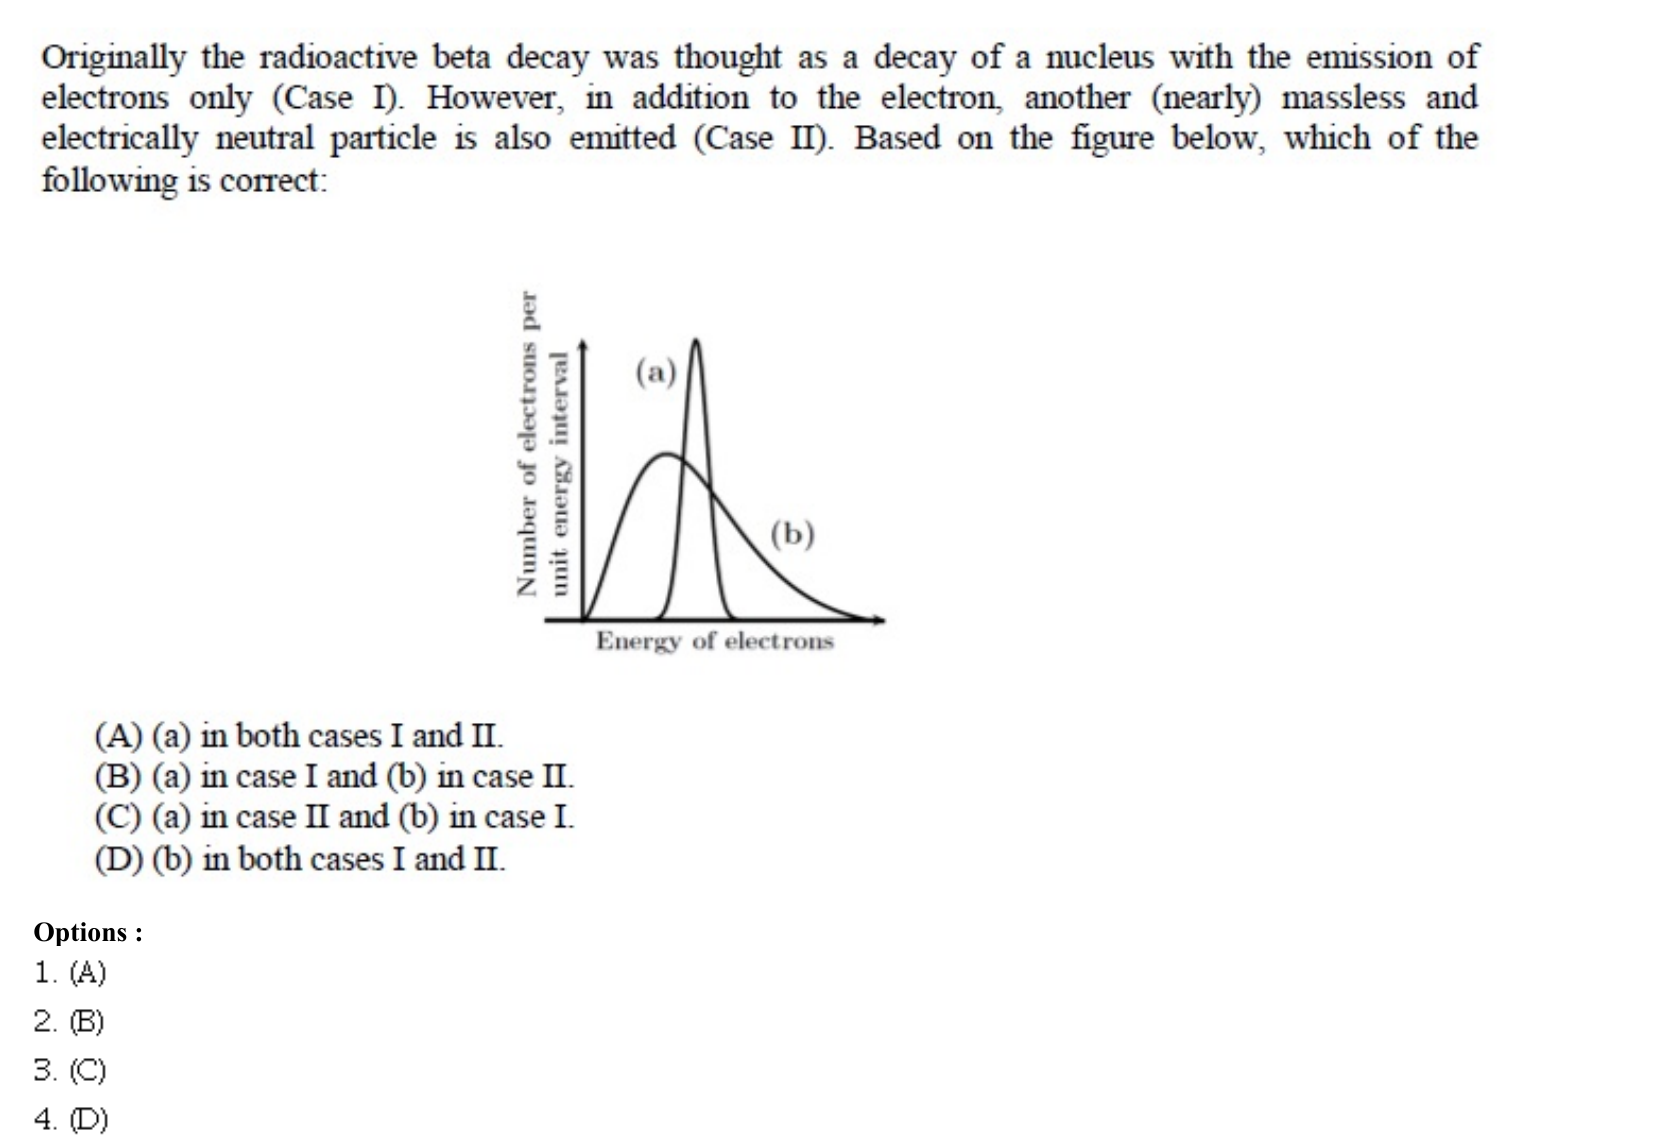 Originally the radioactive beta decay was thought as a decay of a nucleus with the emission of
electrons only (Case I). However, in addition to the electron, another (nearly) massless and
electrically neutral particle is also emitted (Case II). Based on the figure below, which of the
following is correct:
Number of electrons per
unit energy interval
(a)
(b)
Energy of electrons
(A) (a) in both cases I and II.
(B) (a) in case I and (b) in case II.
(C) (a) in case II and (b) in case I.
(D) (b) in both cases I and II.
Options :
1. (A)
2. (B)
3. (C)
4. (D)